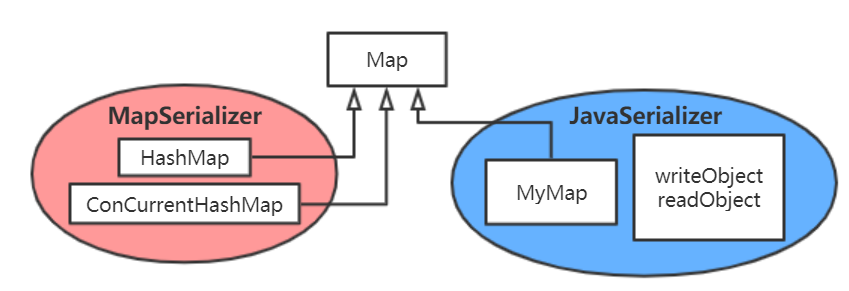 Map
MapSerializer
HashMap
ConCurrentHashMap
JavaSerializer
MyMap
writeObject
readObject